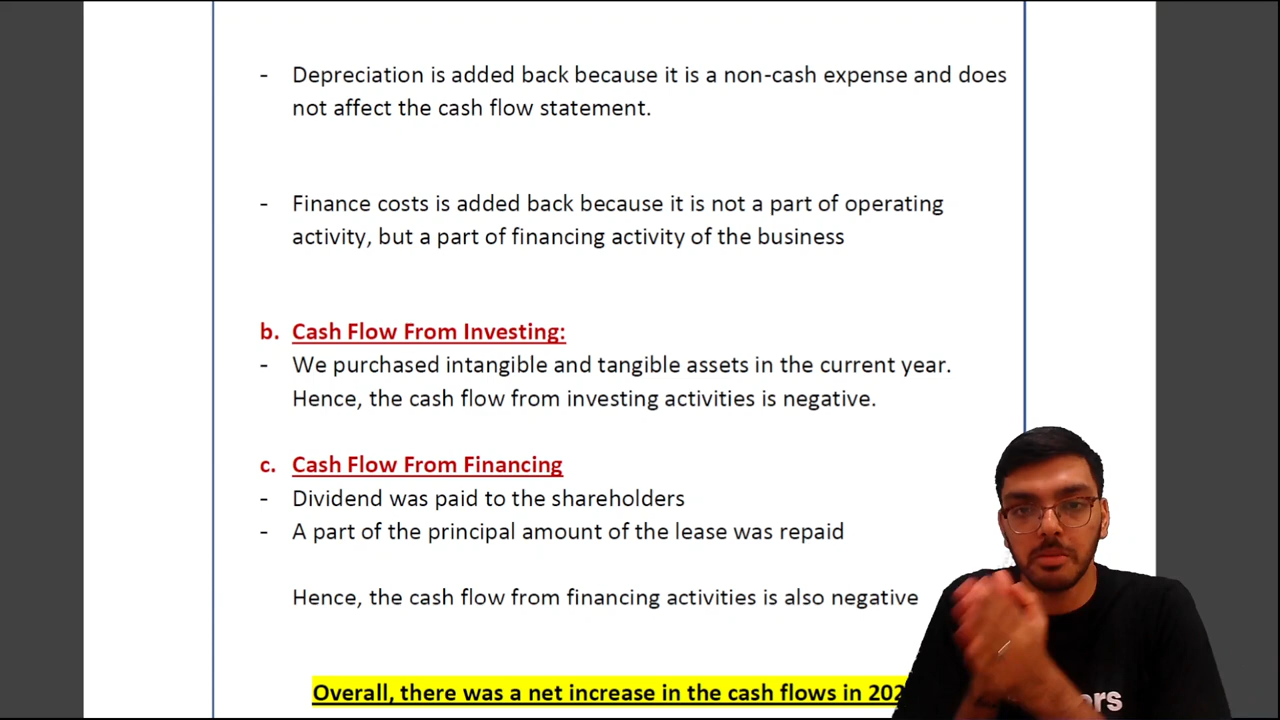 - Depreciation is added back because it is a non-cash expense and does
not affect the cash flow statement.
- Finance costs is added back because it is not a part of operating
activity, but a part of financing activity of the business
b. Cash Flow From Investing:
- We purchased intangible and tangible assets in the current year.
Hence, the cash flow from investing activities is negative.
c. Cash Flow From Financing
- Dividend was paid to the shareholders
- A part of the principal amount of the lease was repaid
Hence, the cash flow from financing activities is also negative
Overall, there was a net increase in the cash flows in